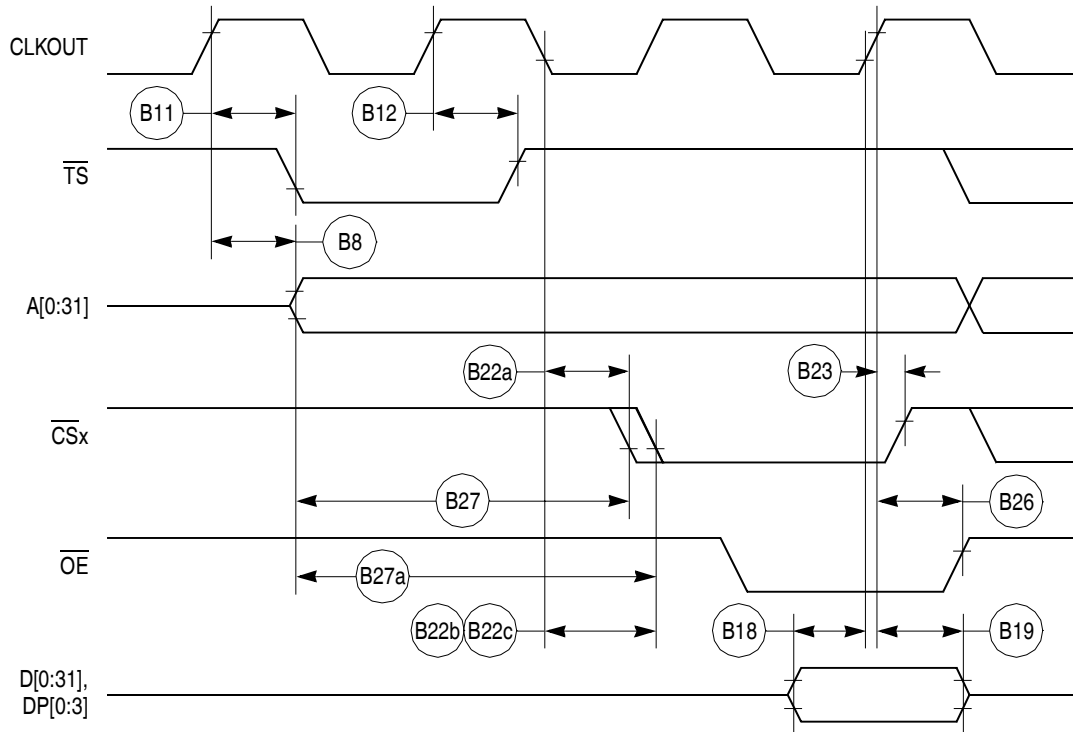 CLKOUT
B11
B12
TS
B8
A[0:31]
B22a
B23
CSx
B27
B26
OE
B27a
B22b
B22c
B18
B19
D[0:31],
DP[0:3]